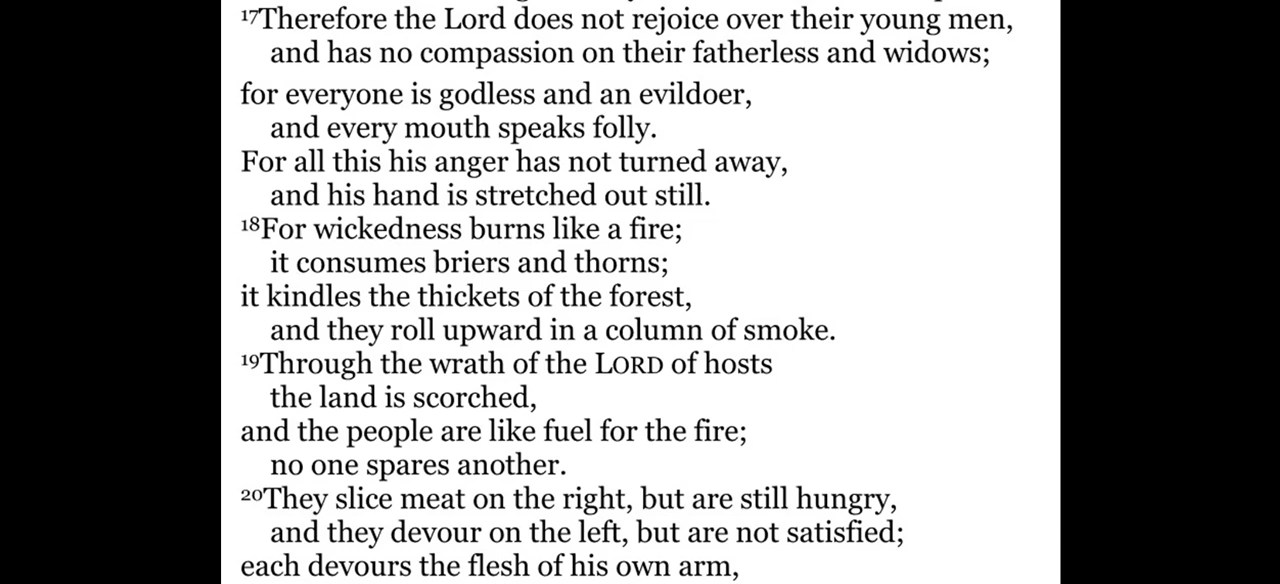 17Therefore the Lord does not rejoice over their young men,
and has no compassion on their fatherless and widows;
for everyone is godless and an evildoer,
and every mouth speaks folly.
For all this his anger has not turned away,
and his hand is stretched out still.
18For wickedness burns like a fire;
it consumes briers and thorns;
it kindles the thickets of the forest,
and they roll upward in a column of smoke.
19Through the wrath of the LORD of hosts
the land is scorched,
and the people are like fuel for the fire;
no one spares another.
20They slice meat on the right, but are still hungry,
and they devour on the left, but are not satisfied;
each devours the flesh of his own arm,